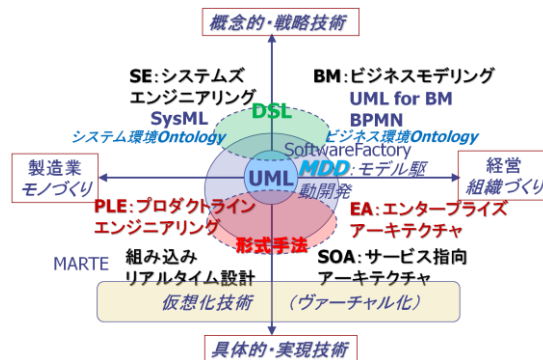 概念的・戦略技術
SE:システムズ
エンジニアリング
SysML
システム環境Ontology
BM:ビジネスモデリング
UML for BM
BPMN
ビジネス環境Ontology
DSL
SoftwareFactory
製造業
モノづくり
UML
MDD:モデル駆
動開発
経営
組織づくり
PLE:プロダクトライン
エンジニアリング
形式手法
EA:エンタープライズ
アーキテクチャ
MARTE
組み込み
リアルタイム設計
SOA:サービス指向
アーキテクチャ
仮想化技術 (ヴァーチャル化)
具体的・実現技術